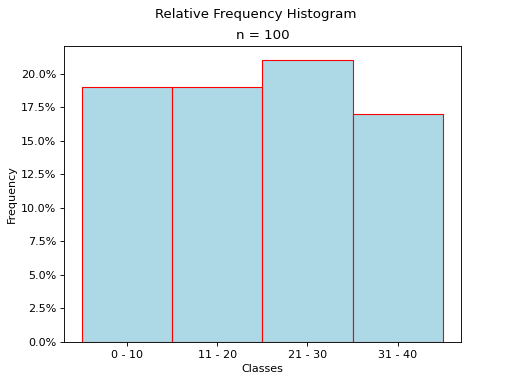 Relative Frequency Histogram
n = 100
20.0%
17.5%
15.0%
12.5%
10.0%
7.5%
5.0%
2.5%
0.0%
Frequency
0 - 10
11 - 20
21 - 30
31 - 40
Classes